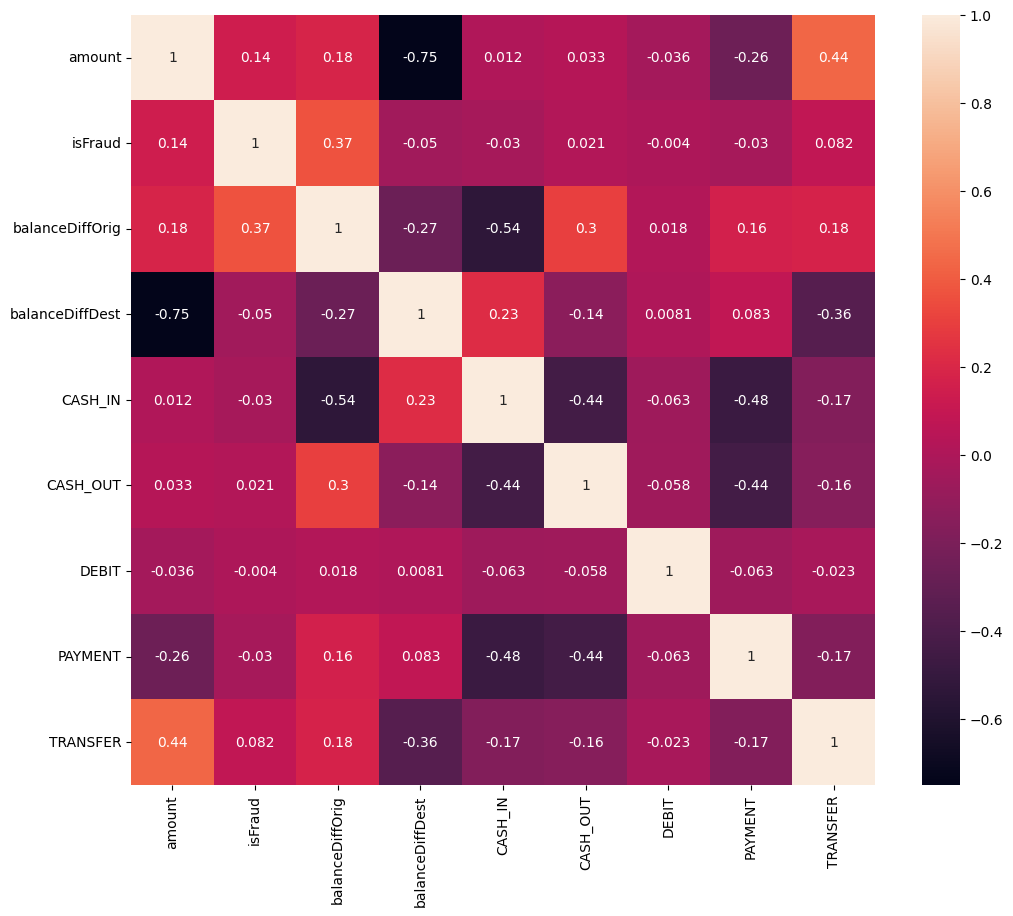 amount 1 0.14 0.18 -0.75 0.012 0.033 -0.036 -0.26 0.44
isFraud 0.14 1 0.37 -0.05 -0.03 0.021 -0.004 -0.03 0.082
balanceDiffOrig 0.18 0.37 1 -0.27 -0.54 0.3 0.018 0.16 0.18
balanceDiffDest -0.75 -0.05 -0.27 1 0.23 -0.14 0.0081 0.083 -0.36
CASH_IN 0.012 -0.03 -0.54 0.23 1 -0.44 -0.063 -0.48 -0.17
CASH_OUT 0.033 0.021 0.3 -0.14 -0.44 1 -0.058 -0.44 -0.16
DEBIT -0.036 -0.004 0.018 0.0081 -0.063 -0.058 1 -0.063 -0.023
PAYMENT -0.26 -0.03 0.16 0.083 -0.48 -0.44 -0.063 1 -0.17
TRANSFER 0.44 0.082 0.18 -0.36 -0.17 -0.16 -0.023 -0.17 1
amount isFraud balanceDiffOrig balanceDiffDest CASH_IN CASH_OUT DEBIT PAYMENT TRANSFER
1.0
0.8
0.6
0.4
0.2
0.0
−0.2
−0.4
−0.6